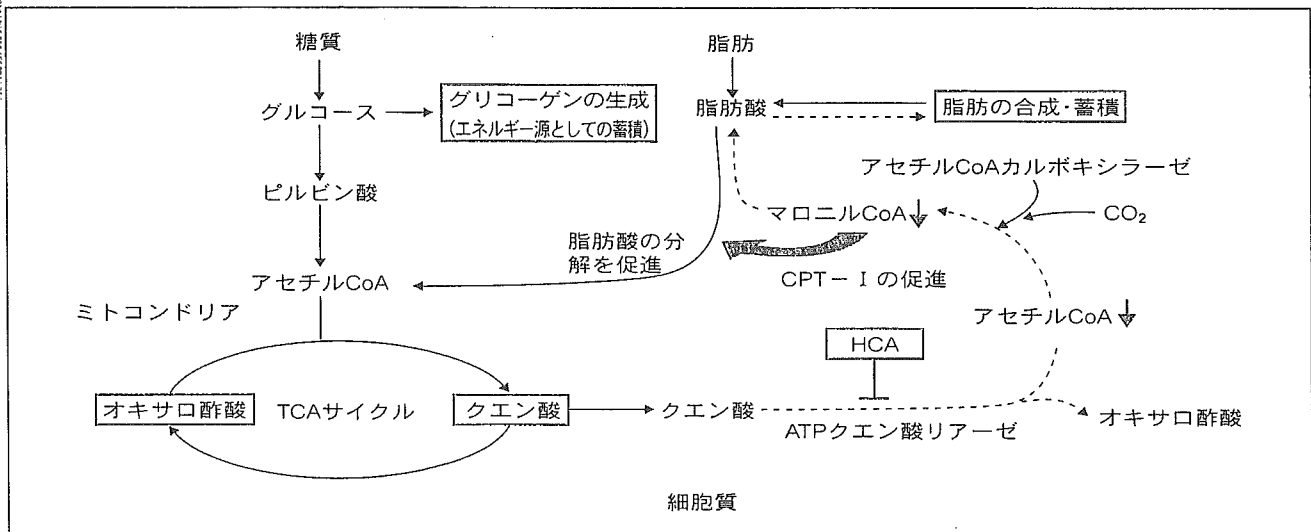 糖質
脂肪
グルコース
グリコーゲンの生成
(エネルギー源としての蓄積)
脂肪酸
脂肪の合成・蓄積
アセチルCoAカルボキシラーゼ
ピルビン酸
マロニルCoA
CO₂
脂肪酸の分
解を促進
CPT－Ⅰの促進
アセチルCoA
ミトコンドリア
アセチルCoA
HCA
オキサロ酢酸
TCAサイクル
クエン酸
クエン酸
ATPクエン酸リアーゼ
オキサロ酢酸
細胞質